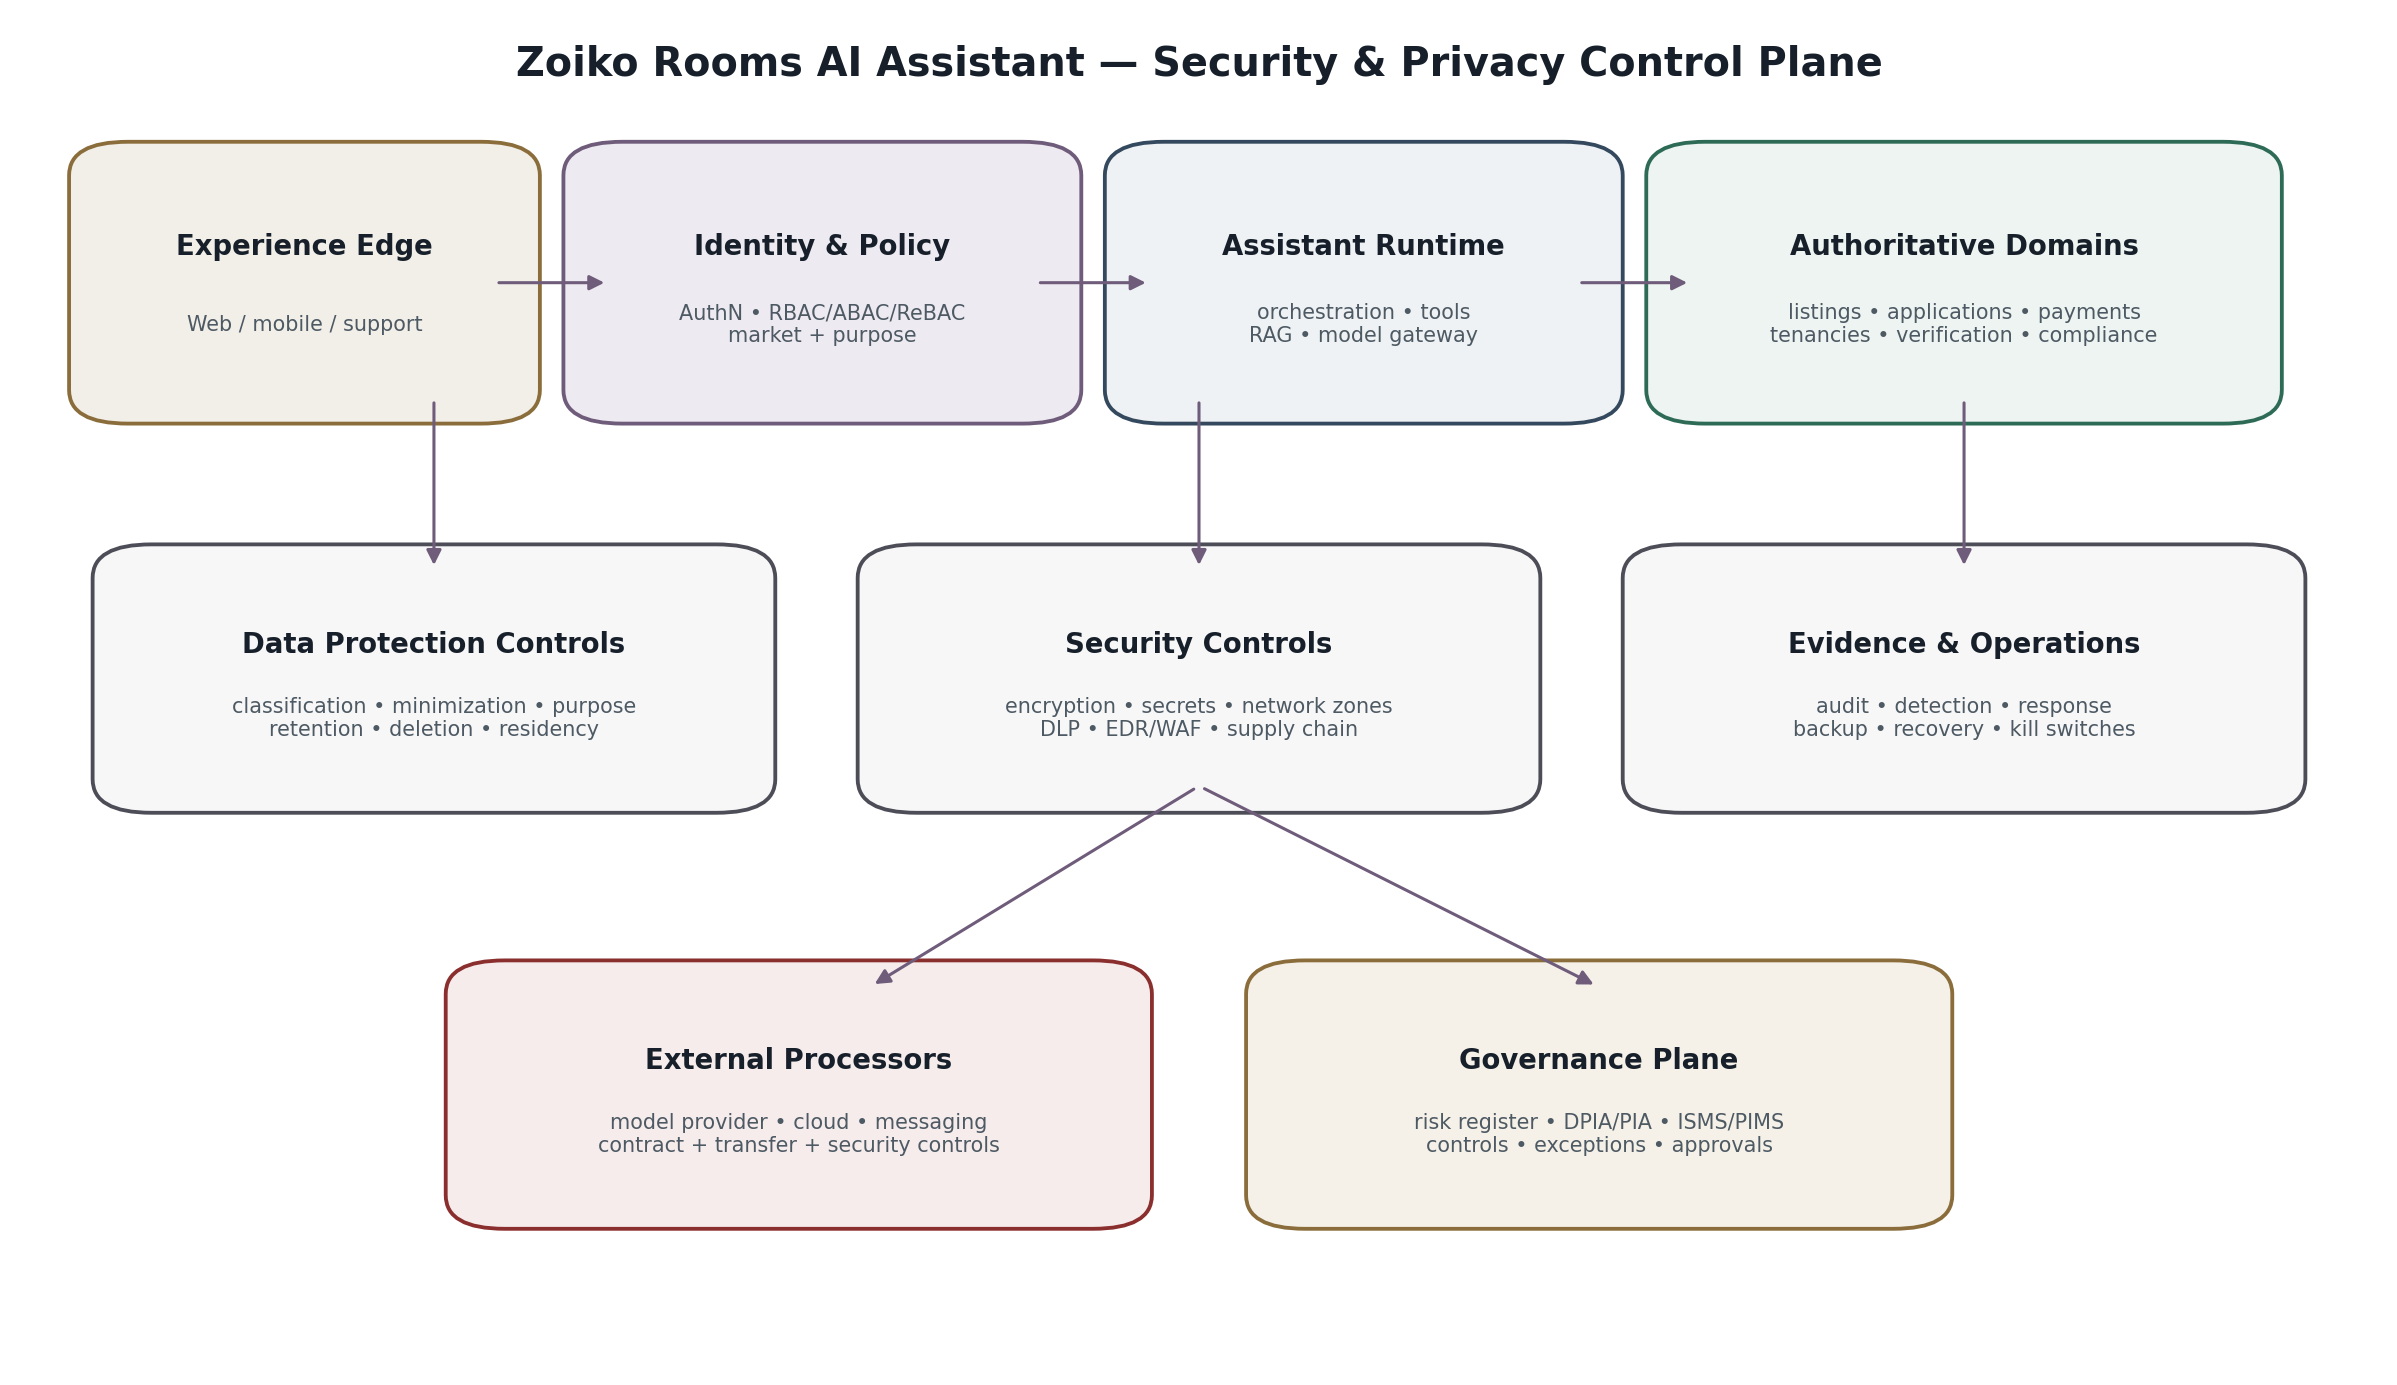 Zoiko Rooms AI Assistant — Security & Privacy Control Plane
Experience Edge
Web / mobile / support
Identity & Policy
AuthN • RBAC/ABAC/ReBAC
market + purpose
Assistant Runtime
orchestration • tools
RAG • model gateway
Authoritative Domains
listings • applications • payments
tenancies • verification • compliance
Data Protection Controls
classification • minimization • purpose
retention • deletion • residency
Security Controls
encryption • secrets • network zones
DLP • EDR/WAF • supply chain
Evidence & Operations
audit • detection • response
backup • recovery • kill switches
External Processors
model provider • cloud • messaging
contract + transfer + security controls
Governance Plane
risk register • DPIA/PIA • ISMS/PIMS
controls • exceptions • approvals